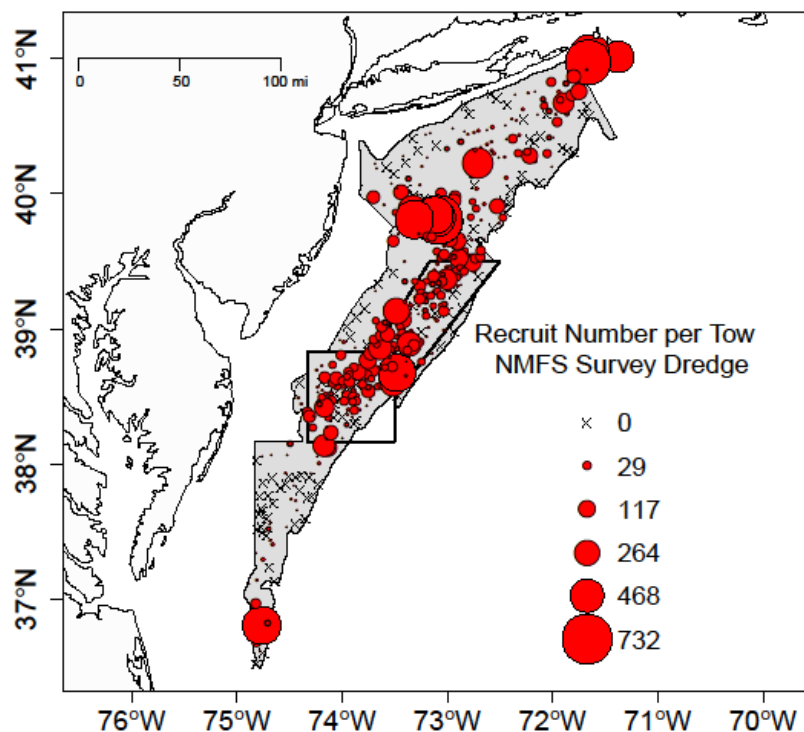 41°N
40°N
39°N
38°N
37°N
0 50 100 mi
Recruit Number per Tow
NMFS Survey Dredge
0
29
117
264
468
732
76°W 75°W 74°W 73°W 72°W 71°W 70°W